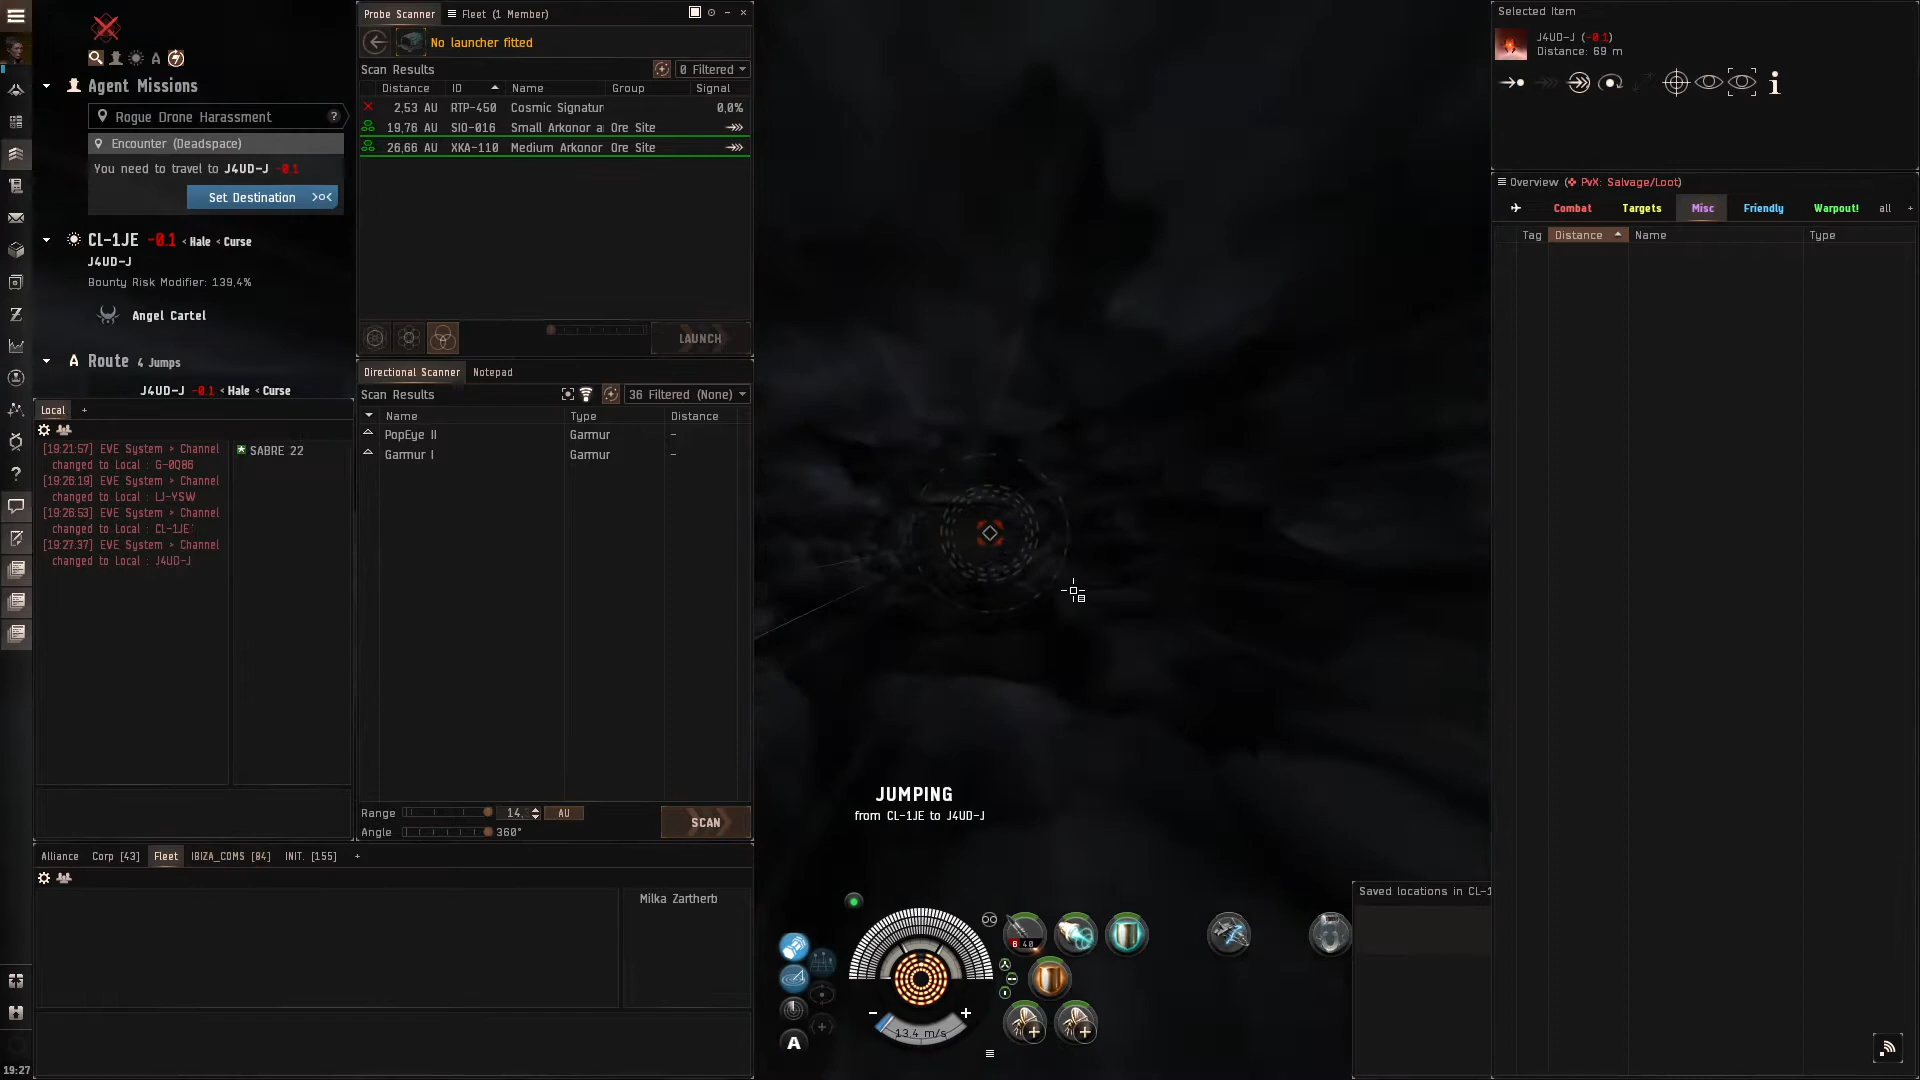 Agent Missions
Rogue Drone Harassment
?
Encounter (Deadspace)
You need to travel to J4UD-J -0.1
Set Destination
CL-1JE -0.1 < Hale < Curse
J4UD-J
Bounty Risk Modifier: 139,4%
Angel Cartel
A Route 4 Jumps
J4UD-J -0.1 < Hale < Curse
Local +
[19:21:57] EVE System > Channel
changed to Local : G-0Q86
[19:26:19] EVE System > Channel
changed to Local : LJ-YSW
[19:26:53] EVE System > Channel
changed to Local : CL-1JE
[19:27:37] EVE System > Channel
changed to Local : J4UD-J
SABRE 22
Alliance Corp [43] Fleet IBIZA_COMS [84] INIT. [155] +
Milka Zartherb
19:27
Probe Scanner Fleet (1 Member)
No launcher fitted
Scan Results 0 Filtered
Distance ID Name Group Signal
2,53 AU RTP-450 Cosmic Signatur 0,0%
19,76 AU SIO-016 Small Arkonor a Ore Site
26,66 AU XKA-110 Medium Arkonor Ore Site
LAUNCH
Directional Scanner Notepad
Scan Results 36 Filtered (None)
Name Type Distance
PopEye II Garmur -
Garmur I Garmur -
Range 14, AU
Angle 360°
SCAN
JUMPING
from CL-1JE to J4UD-J
B 40
- 13.4 m/s +
A
Saved locations in CL-1
Selected Item
J4UD-J (-0.1)
Distance: 69 m
Overview (PvX: Salvage/Loot)
Combat Targets Misc Friendly Warpout! all +
Tag Distance Name Type